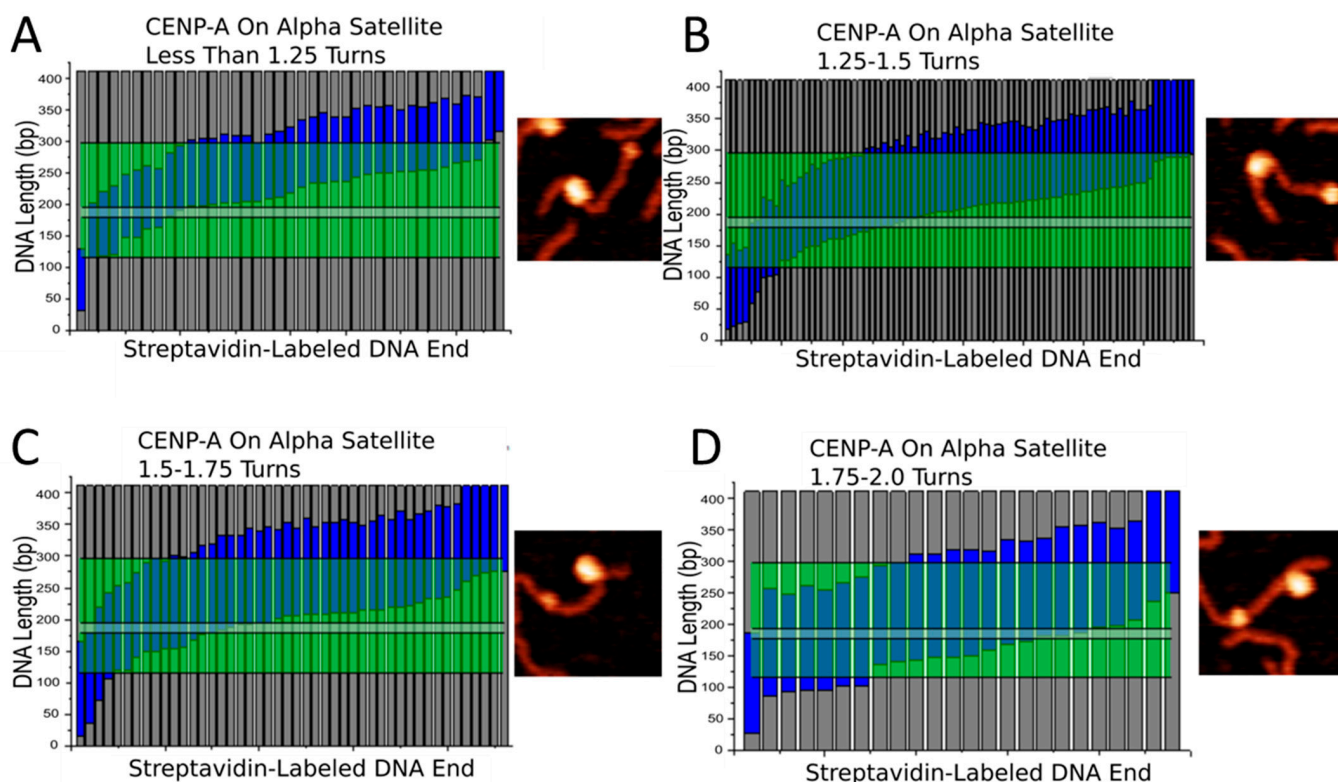 A
CENP-A On Alpha Satellite
Less Than 1.25 Turns
DNA Length (bp)
400
350
300
250
200
150
100
50
0
Streptavidin-Labeled DNA End
B
CENP-A On Alpha Satellite
1.25-1.5 Turns
DNA Length (bp)
400
350
300
250
200
150
100
50
0
Streptavidin-Labeled DNA End
C
CENP-A On Alpha Satellite
1.5-1.75 Turns
DNA Length (bp)
400
350
300
250
200
150
100
50
0
Streptavidin-Labeled DNA End
D
CENP-A On Alpha Satellite
1.75-2.0 Turns
DNA Length (bp)
400
350
300
250
200
150
100
50
0
Streptavidin-Labeled DNA End